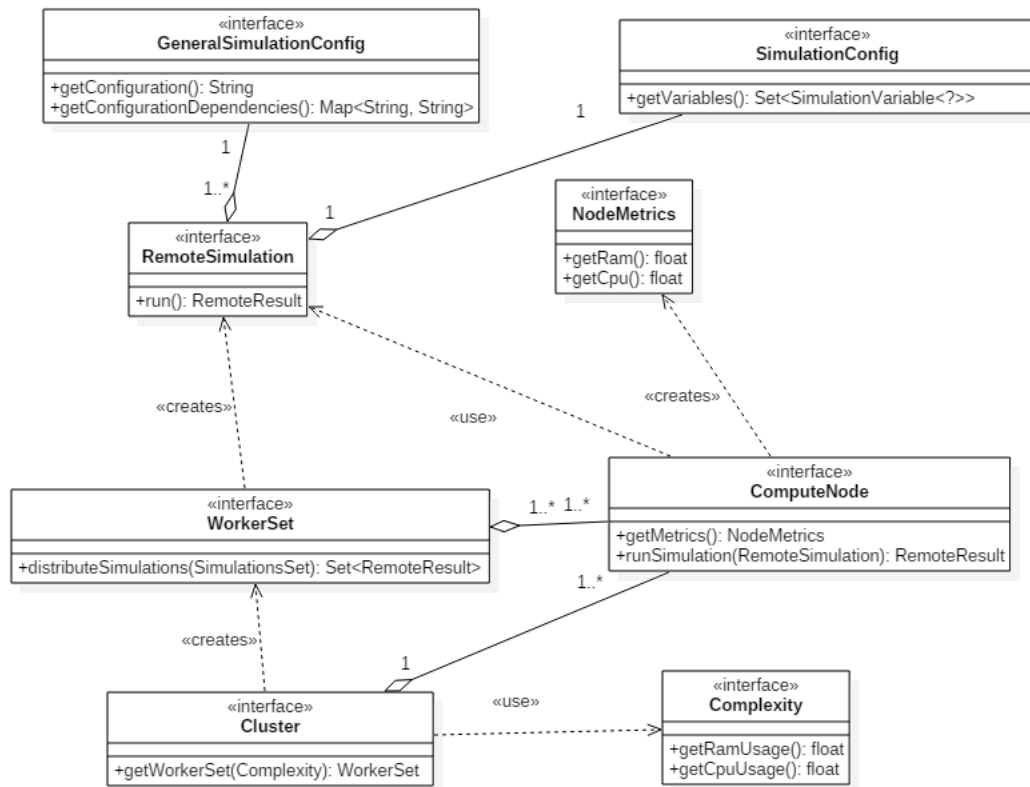 «interface»
GeneralSimulationConfig
+getConfiguration(): String
+getConfigurationDependencies(): Map<String, String>
«interface»
SimulationConfig
+getVariables(): Set<SimulationVariable<?>>
1
1..*
1
1
«interface»
NodeMetrics
+getRam(): float
+getCpu(): float
«interface»
RemoteSimulation
+run(): RemoteResult
«creates»
«use»
«creates»
«interface»
WorkerSet
+distributeSimulations(SimulationsSet): Set<RemoteResult>
1..*
1..*
«interface»
ComputeNode
+getMetrics(): NodeMetrics
+runSimulation(RemoteSimulation): RemoteResult
1..*
«creates»
1
«interface»
Cluster
+getWorkerSet(Complexity): WorkerSet
«use»
«interface»
Complexity
+getRamUsage(): float
+getCpuUsage(): float